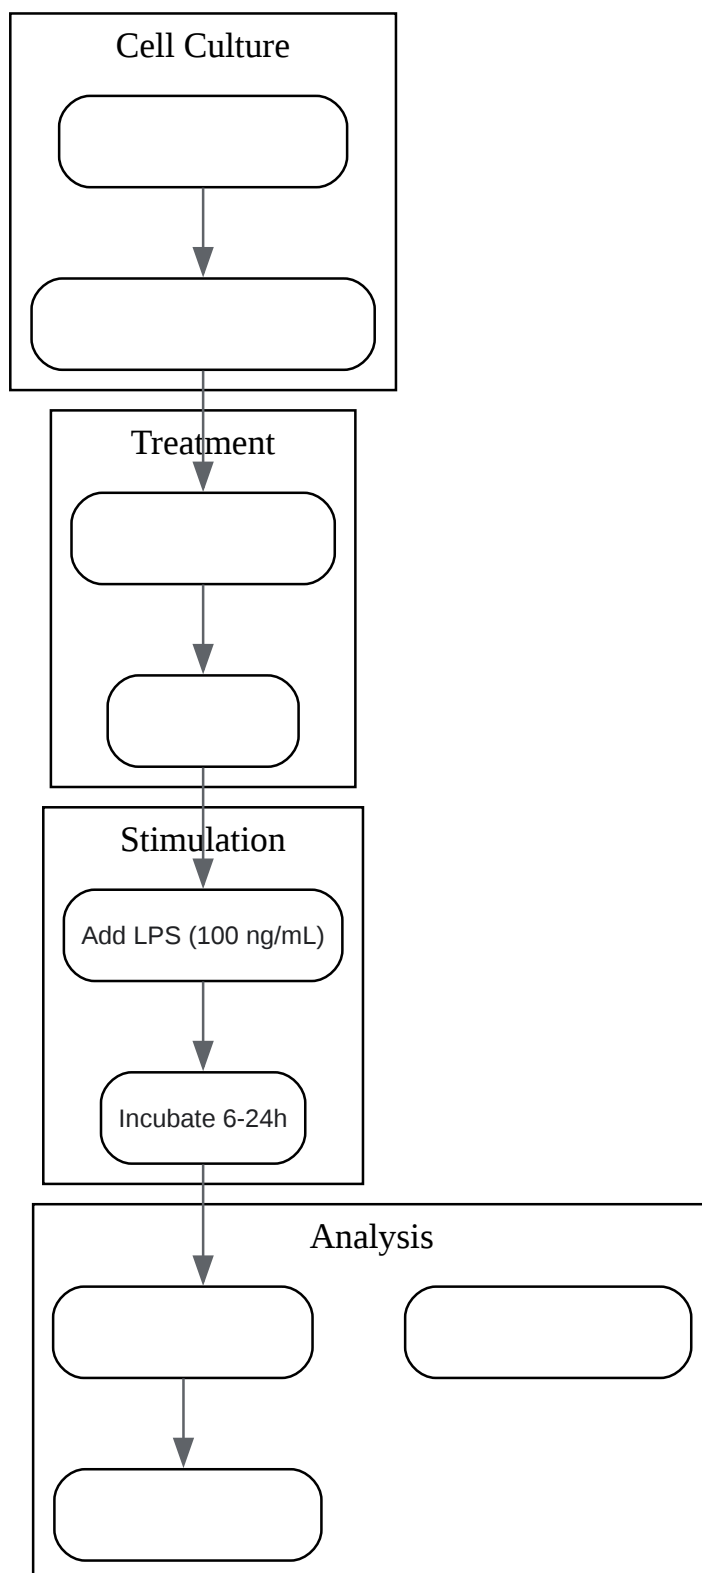 Cell Culture
Treatment
Stimulation
Add LPS (100 ng/mL)
Incubate 6-24h
Analysis